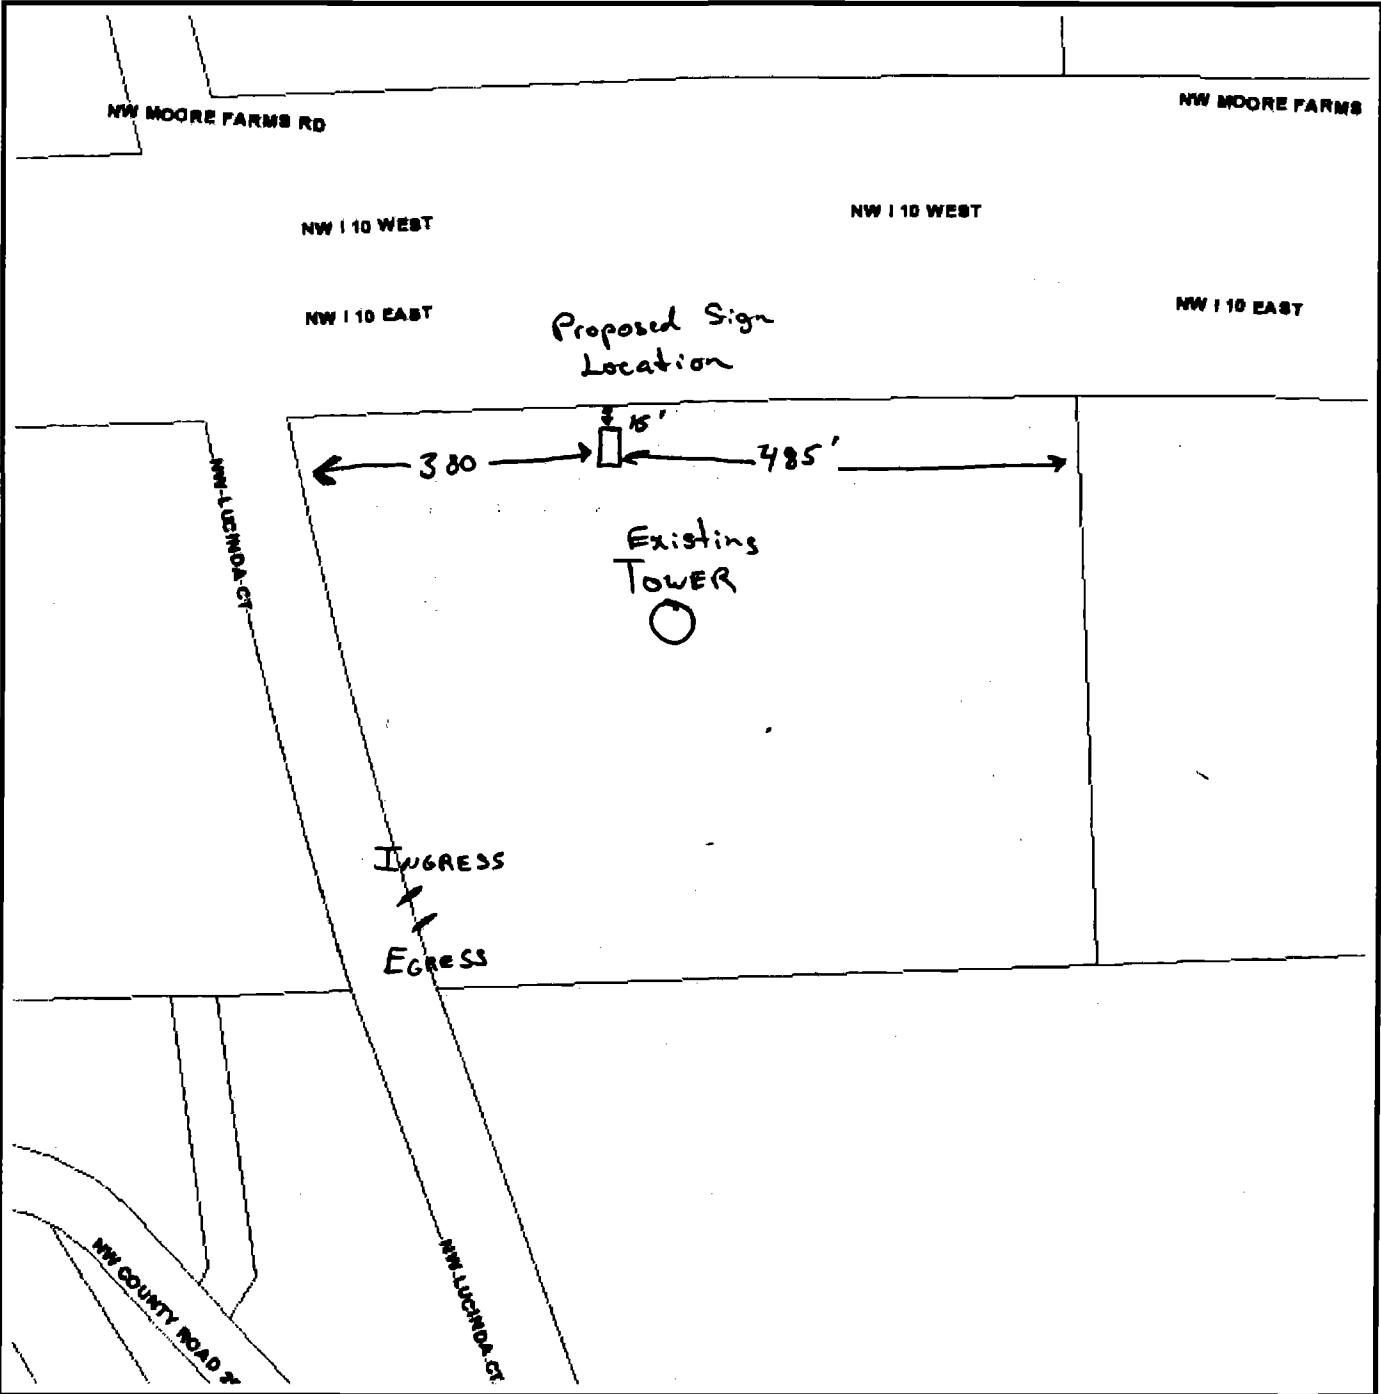 NW MOORE FARMS RD
NW MOORE FARMS
NW I 10 WEST
NW I 10 WEST
NW I 10 EAST
NW I 10 EAST
Proposed Sign
Location
15'
380
485'
NW LUCINDA CT
Existing
TOWER
INGRESS
EGRESS
NW COUNTY ROAD
NW LUCINDA CT